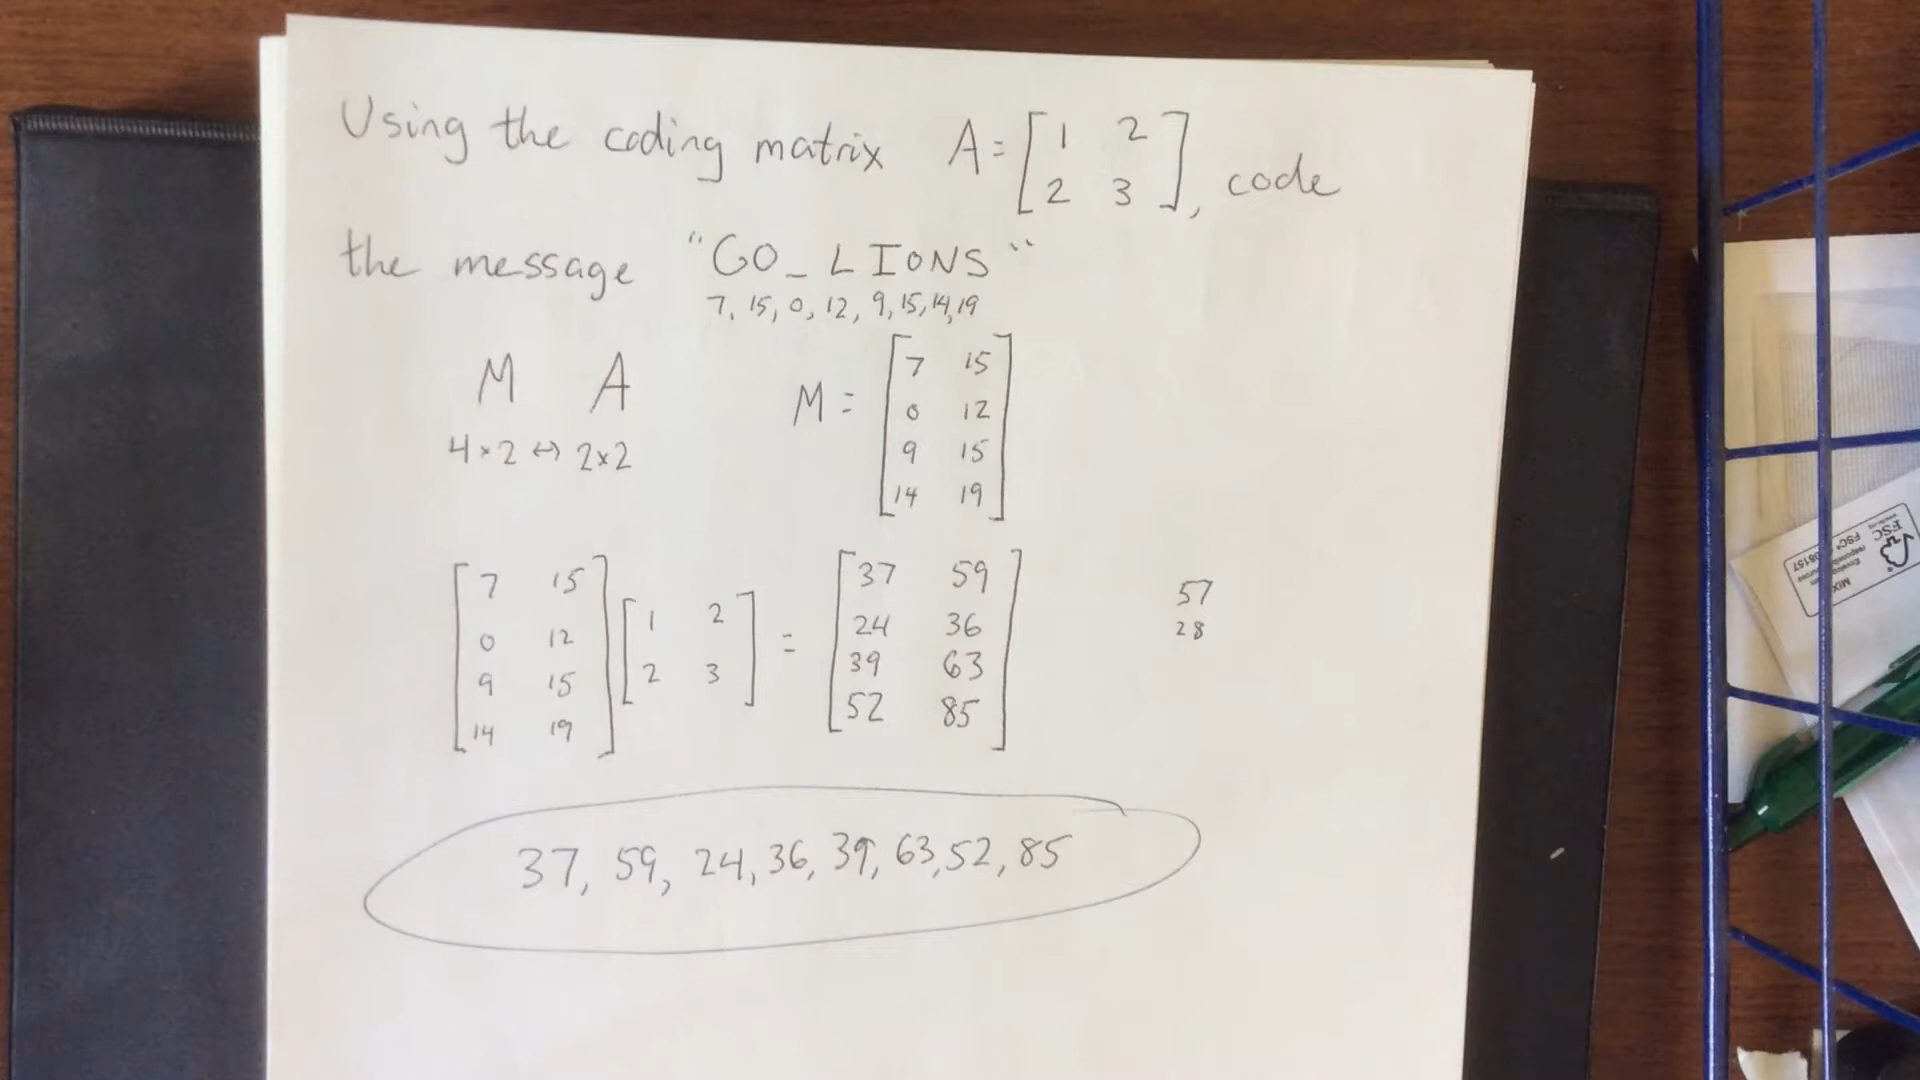 Using the coding matrix A = [1 2
2 3], code
the message "GO_LIONS"
7, 15, 0, 12, 9, 15, 14, 19
M A
4×2 ↔ 2×2
M = [7 15
0 12
9 15
14 19]
[7 15
0 12
9 15
14 19] [1 2
2 3] = [37 59
24 36
39 63
52 85]
57
28
37, 59, 24, 36, 39, 63, 52, 85
MIX
FSC